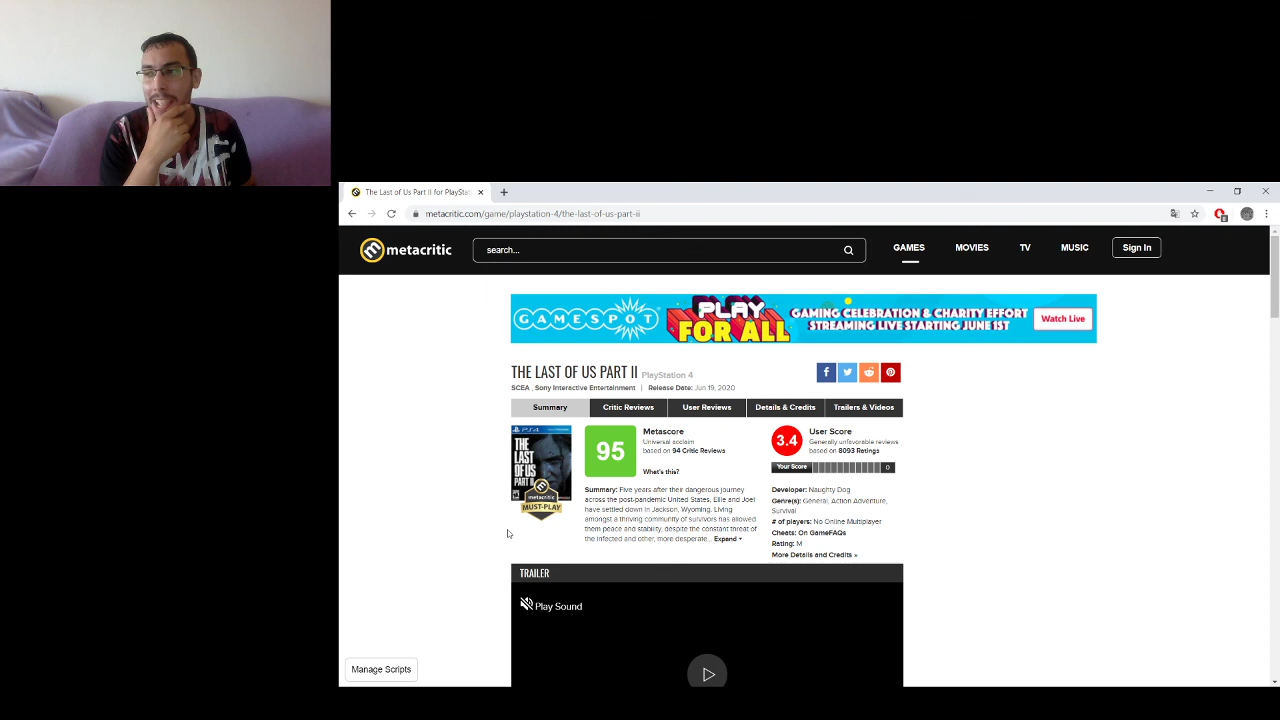 The Last of Us Part II for PlaySta
metacritic.com/game/playstation-4/the-last-of-us-part-ii
metacritic
search...
GAMES
MOVIES
TV
MUSIC
Sign In
GAMESPOT
PLAY FOR ALL
GAMING CELEBRATION & CHARITY EFFORT
STREAMING LIVE STARTING JUNE 1ST
Watch Live
THE LAST OF US PART II PlayStation 4
SCEA , Sony Interactive Entertainment | Release Date: Jun 19, 2020
Summary
Critic Reviews
User Reviews
Details & Credits
Trailers & Videos
PS4
THE
LAST
OF US
PART II
metacritic
MUST-PLAY
95
Metascore
Universal acclaim
based on 94 Critic Reviews
What's this?
Summary: Five years after their dangerous journey
across the post-pandemic United States, Ellie and Joel
have settled down in Jackson, Wyoming. Living
amongst a thriving community of survivors has allowed
them peace and stability, despite the constant threat of
the infected and other, more desperate... Expand
3.4
User Score
Generally unfavorable reviews
based on 8093 Ratings
Your Score
0
Developer: Naughty Dog
Genre(s): General, Action Adventure,
Survival
# of players: No Online Multiplayer
Cheats: On GameFAQs
Rating: M
More Details and Credits »
TRAILER
Play Sound
Manage Scripts